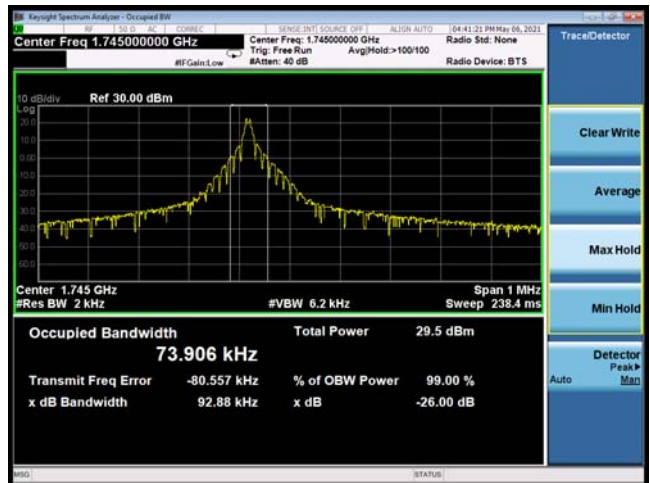 Keysight Spectrum Analyzer - Occupied BW
RF 50 Ω AC CORREC SENSE:INT SOURCE OFF ALIGN AUTO 04:41:21 PM May 06, 2021
Center Freq 1.745000000 GHz
Center Freq: 1.745000000 GHz
Radio Std: None
Trig: Free Run
Avg|Hold:>100/100
#IFGain:Low
#Atten: 40 dB
Radio Device: BTS
10 dB/div
Ref 30.00 dBm
Log
20.0
10.0
0.00
-10.0
-20.0
-30.0
-40.0
-50.0
-60.0
Center 1.745 GHz
Span 1 MHz
#Res BW 2 kHz
#VBW 6.2 kHz
Sweep 238.4 ms
Occupied Bandwidth
Total Power 29.5 dBm
73.906 kHz
Transmit Freq Error -80.557 kHz
% of OBW Power 99.00 %
x dB Bandwidth 92.88 kHz
x dB -26.00 dB
MSG
STATUS
Trace/Detector
Clear Write
Average
Max Hold
Min Hold
Detector
Peak▶
Auto Man